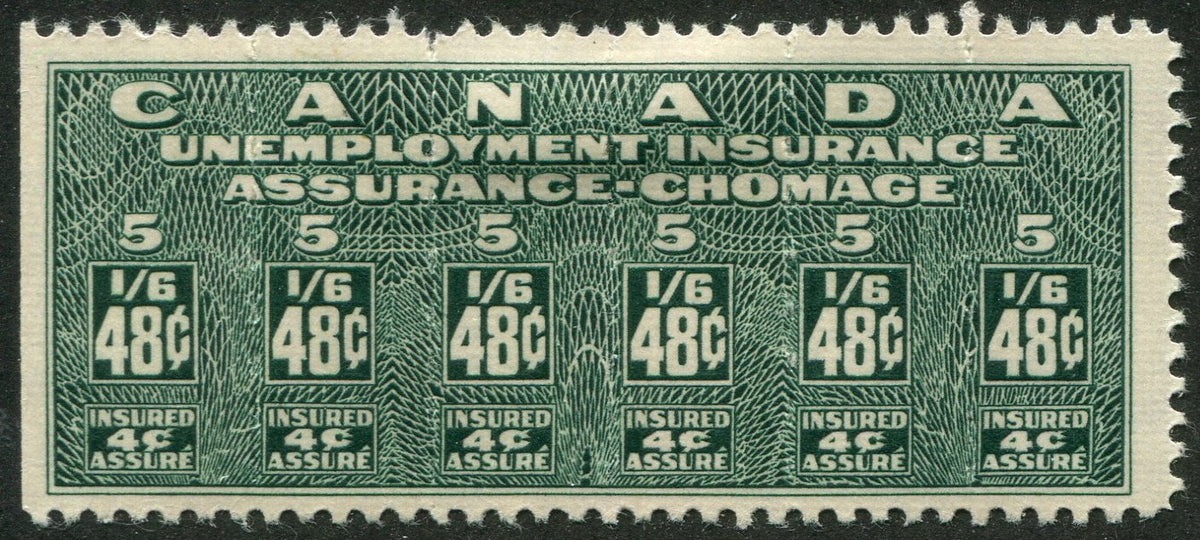 CANADA
UNEMPLOYMENT INSURANCE
ASSURANCE-CHOMAGE
5 5 5 5 5 5
1/6 1/6 1/6 1/6 1/6 1/6
48¢ 48¢ 48¢ 48¢ 48¢ 48¢
INSURED INSURED INSURED INSURED INSURED INSURED
4¢ 4¢ 4¢ 4¢ 4¢ 4¢
ASSURÉ ASSURÉ ASSURÉ ASSURÉ ASSURÉ ASSURÉ